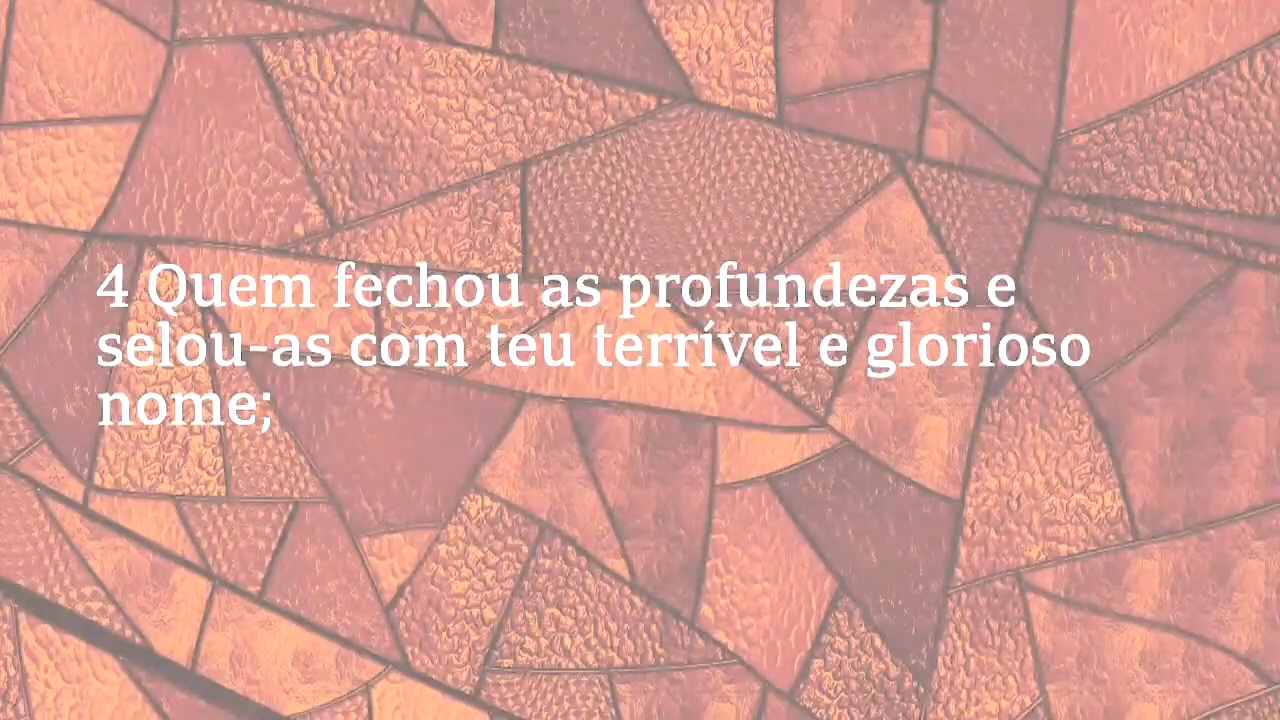 4 Quem fechou as profundezas e
selou-as com teu terrível e glorioso
nome;